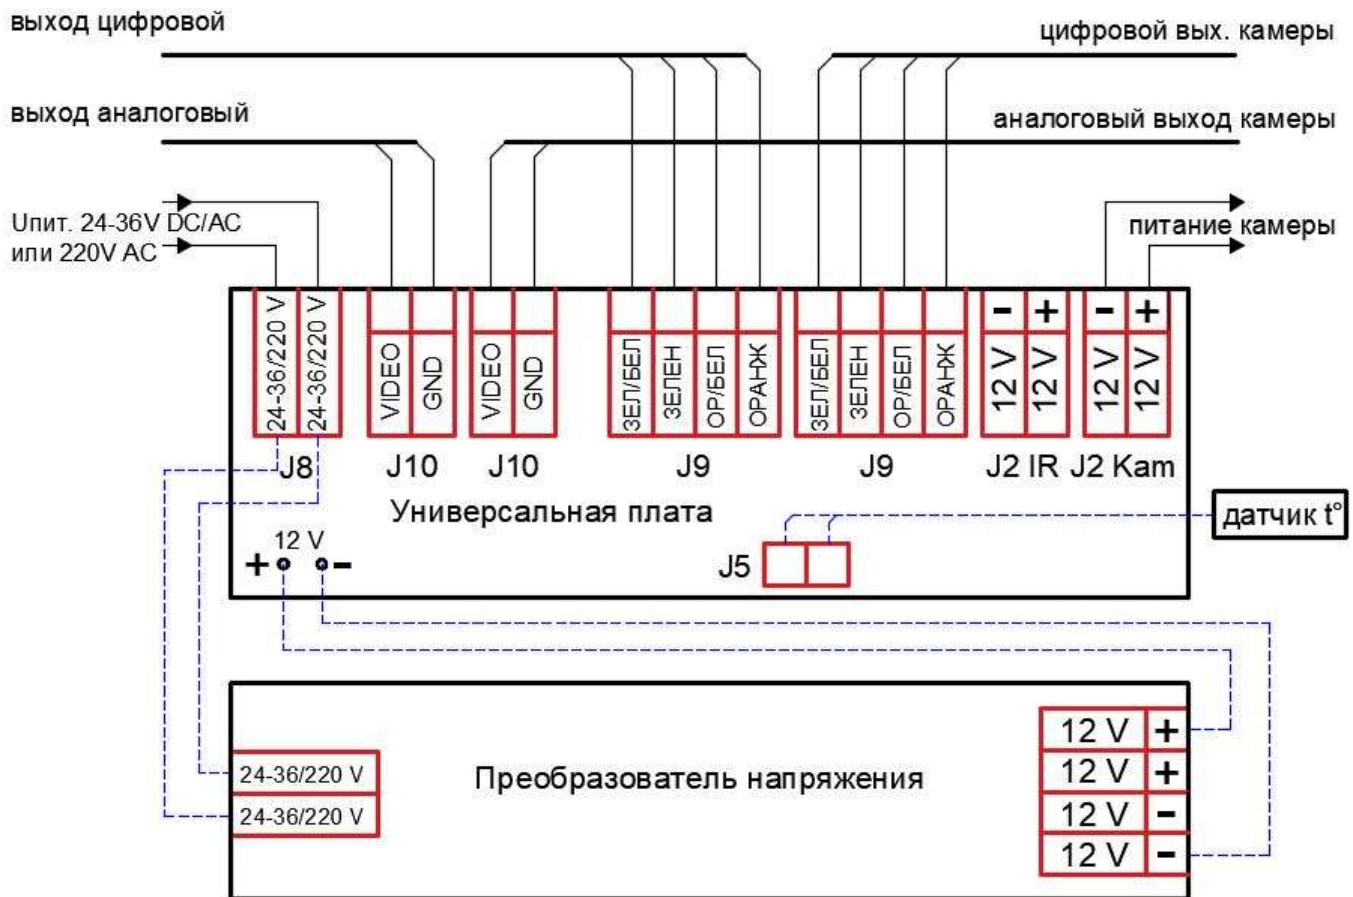 выход цифровой
цифровой вых. камеры
выход аналоговый
аналоговый выход камеры
Uпит. 24-36V DC/AC
или 220V AC
питание камеры
24-36/220 V
24-36/220 V
VIDEO
GND
VIDEO
GND
ЗЕЛ/БЕЛ
ЗЕЛЕН
ОР/БЕЛ
ОРАНЖ
ЗЕЛ/БЕЛ
ЗЕЛЕН
ОР/БЕЛ
ОРАНЖ
12 V -
12 V +
12 V -
12 V +
J8
J10
J10
J9
J9
J2 IR
J2 Kam
Универсальная плата
датчик t°
12 V
+ -
J5
12 V +
12 V +
12 V -
12 V -
24-36/220 V
24-36/220 V
Преобразователь напряжения